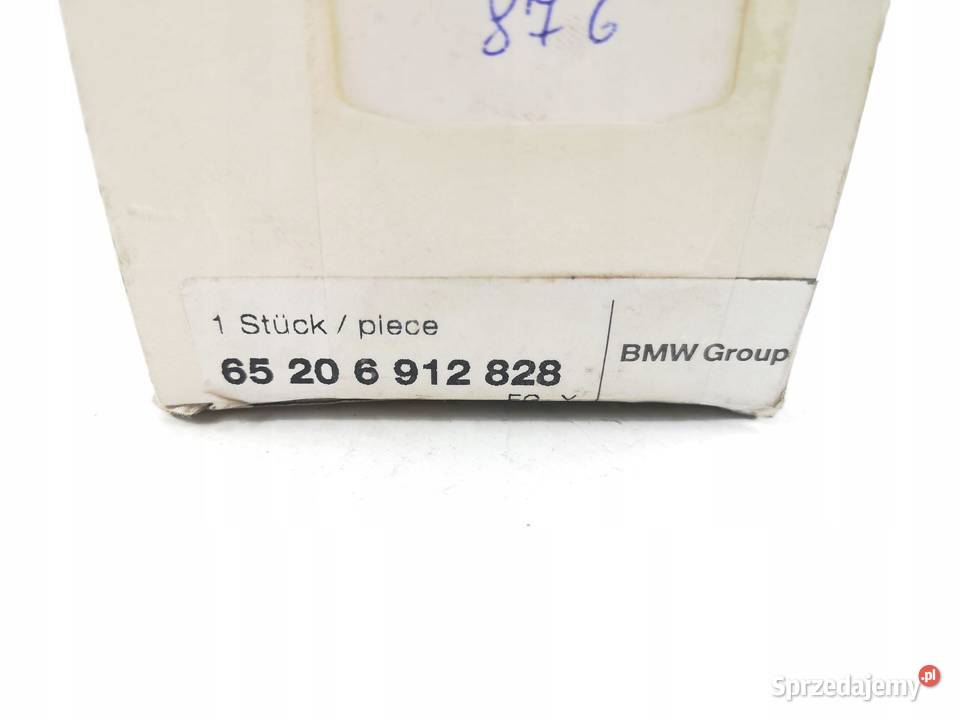 876
1 Stück / piece
65 20 6 912 828
BMW Group
Sprzedajemy.pl